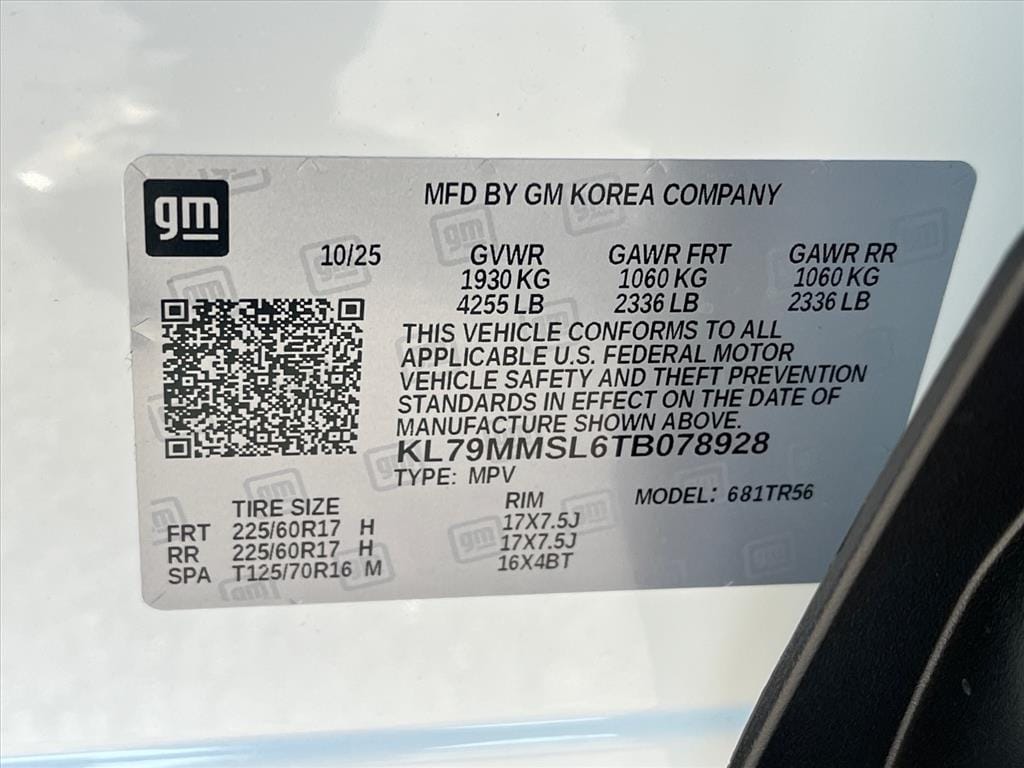 gm
MFD BY GM KOREA COMPANY
10/25 GVWR GAWR FRT GAWR RR
1930 KG 1060 KG 1060 KG
4255 LB 2336 LB 2336 LB
THIS VEHICLE CONFORMS TO ALL
APPLICABLE U.S. FEDERAL MOTOR
VEHICLE SAFETY AND THEFT PREVENTION
STANDARDS IN EFFECT ON THE DATE OF
MANUFACTURE SHOWN ABOVE.
KL79MMSL6TB078928
TYPE: MPV
MODEL: 681TR56
TIRE SIZE RIM
FRT 225/60R17 H 17X7.5J
RR 225/60R17 H 17X7.5J
SPA T125/70R16 M 16X4BT